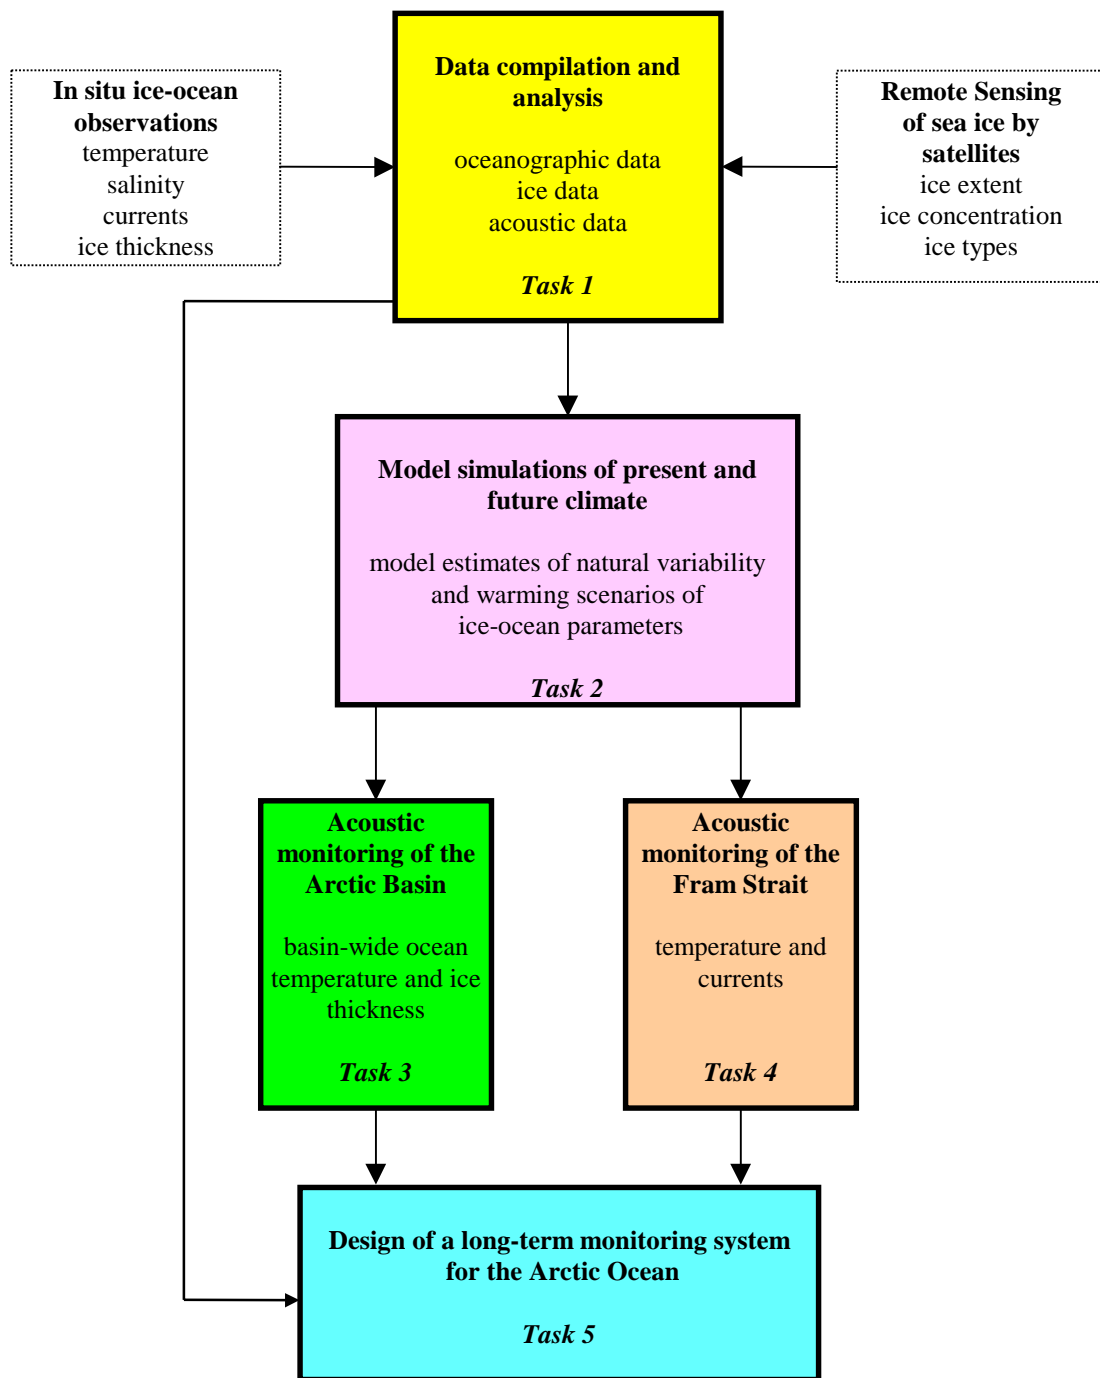 Data compilation and
analysis
oceanographic data
ice data
acoustic data
Task 1
In situ ice-ocean
observations
temperature
salinity
currents
ice thickness
Remote Sensing
of sea ice by
satellites
ice extent
ice concentration
ice types
Model simulations of present and
future climate
model estimates of natural variability
and warming scenarios of
ice-ocean parameters
Task 2
Acoustic
monitoring of the
Arctic Basin
basin-wide ocean
temperature and ice
thickness
Task 3
Acoustic
monitoring of the
Fram Strait
temperature and
currents
Task 4
Design of a long-term monitoring system
for the Arctic Ocean
Task 5